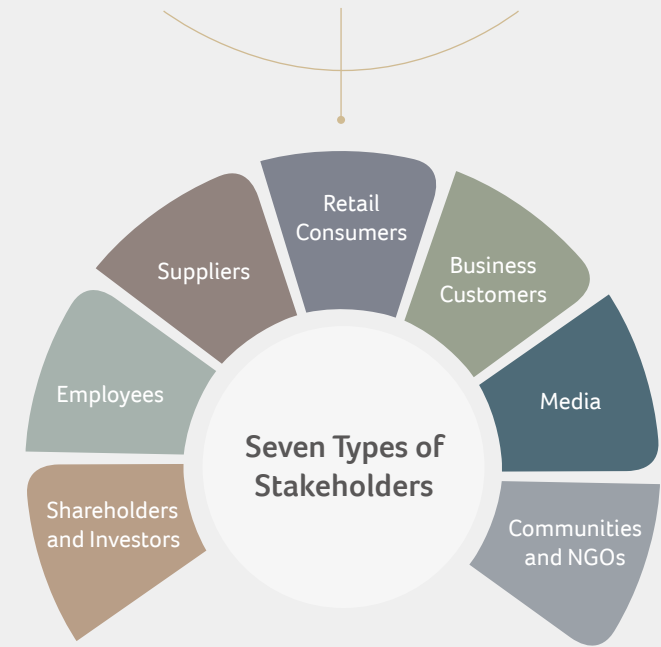 Retail
Consumers
Suppliers
Business
Customers
Employees
Media
Seven Types of
Stakeholders
Shareholders
and Investors
Communities
and NGOs